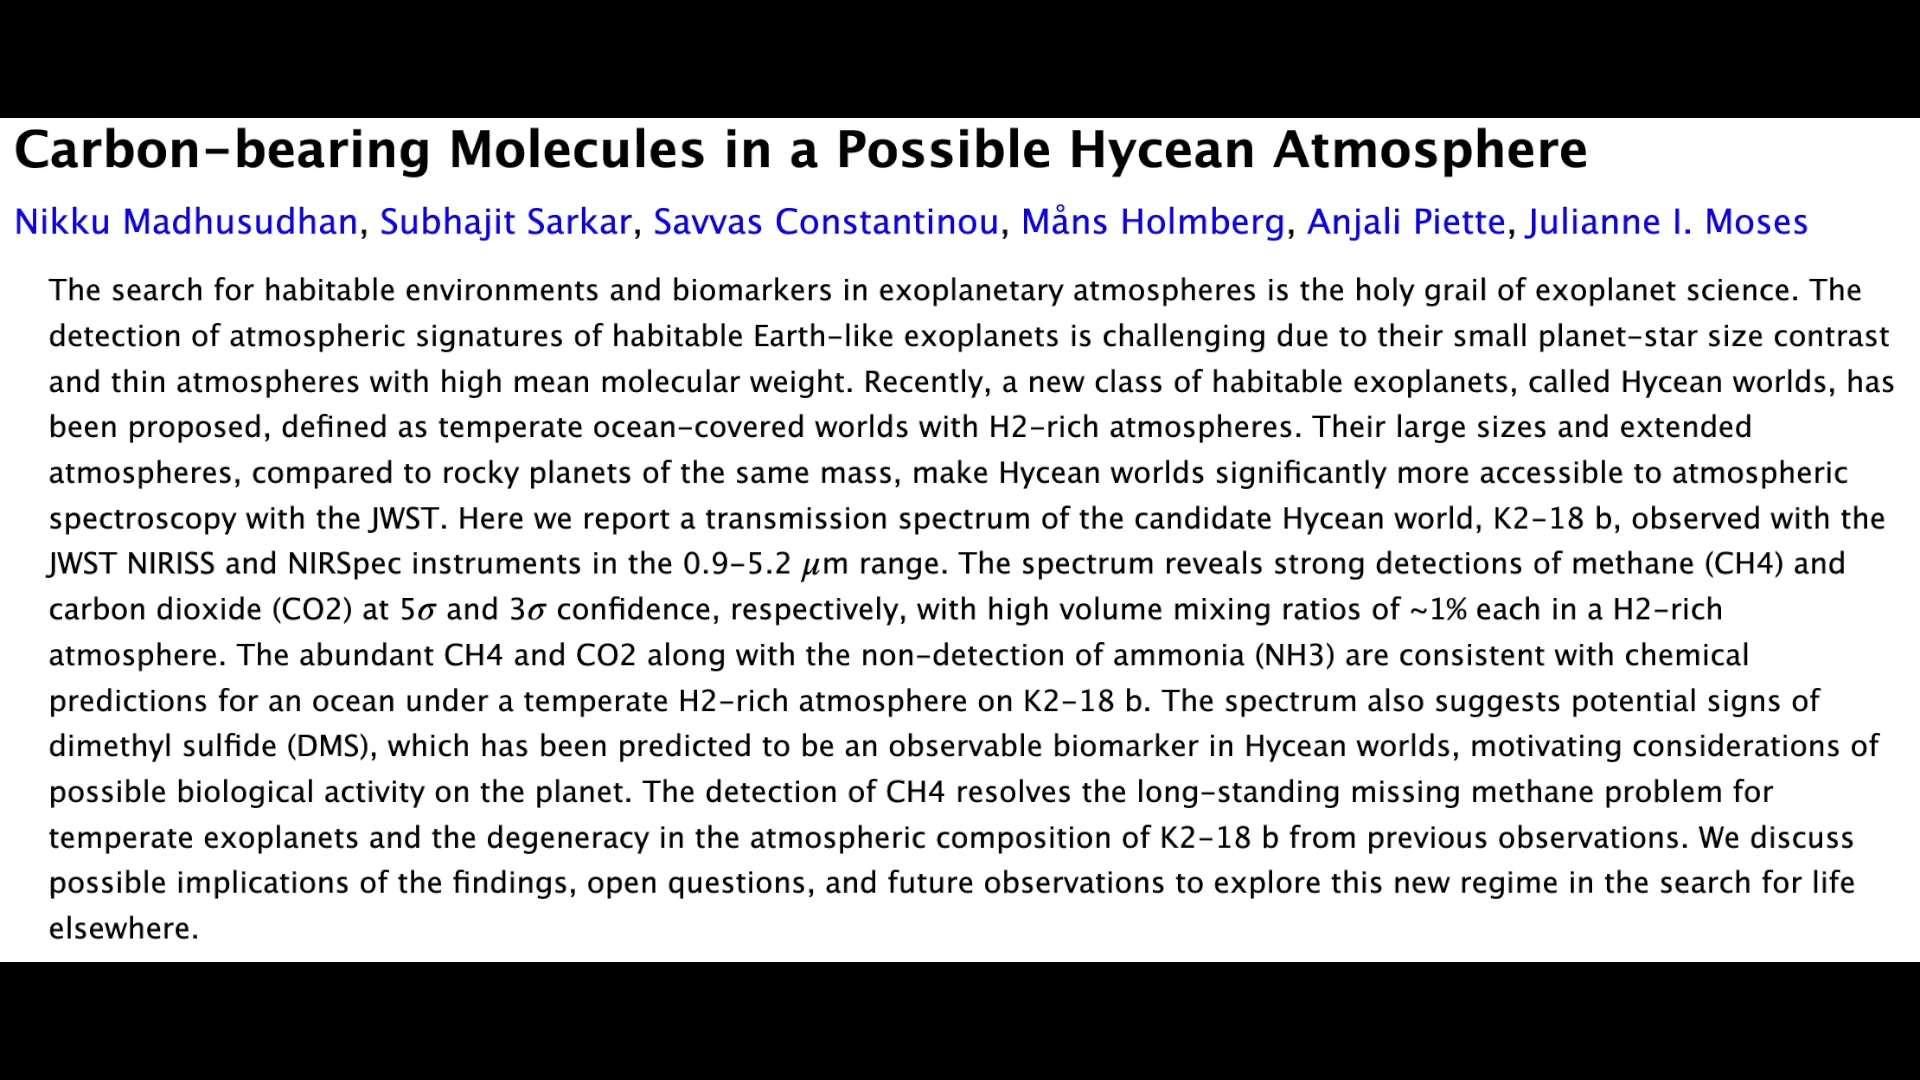 Carbon-bearing Molecules in a Possible Hycean Atmosphere
Nikku Madhusudhan, Subhajit Sarkar, Savvas Constantinou, Måns Holmberg, Anjali Piette, Julianne I. Moses
The search for habitable environments and biomarkers in exoplanetary atmospheres is the holy grail of exoplanet science. The
detection of atmospheric signatures of habitable Earth-like exoplanets is challenging due to their small planet-star size contrast
and thin atmospheres with high mean molecular weight. Recently, a new class of habitable exoplanets, called Hycean worlds, has
been proposed, defined as temperate ocean-covered worlds with H2-rich atmospheres. Their large sizes and extended
atmospheres, compared to rocky planets of the same mass, make Hycean worlds significantly more accessible to atmospheric
spectroscopy with the JWST. Here we report a transmission spectrum of the candidate Hycean world, K2-18 b, observed with the
JWST NIRISS and NIRSpec instruments in the 0.9-5.2 μm range. The spectrum reveals strong detections of methane (CH4) and
carbon dioxide (CO2) at 5σ and 3σ confidence, respectively, with high volume mixing ratios of ~1% each in a H2-rich
atmosphere. The abundant CH4 and CO2 along with the non-detection of ammonia (NH3) are consistent with chemical
predictions for an ocean under a temperate H2-rich atmosphere on K2-18 b. The spectrum also suggests potential signs of
dimethyl sulfide (DMS), which has been predicted to be an observable biomarker in Hycean worlds, motivating considerations of
possible biological activity on the planet. The detection of CH4 resolves the long-standing missing methane problem for
temperate exoplanets and the degeneracy in the atmospheric composition of K2-18 b from previous observations. We discuss
possible implications of the findings, open questions, and future observations to explore this new regime in the search for life
elsewhere.